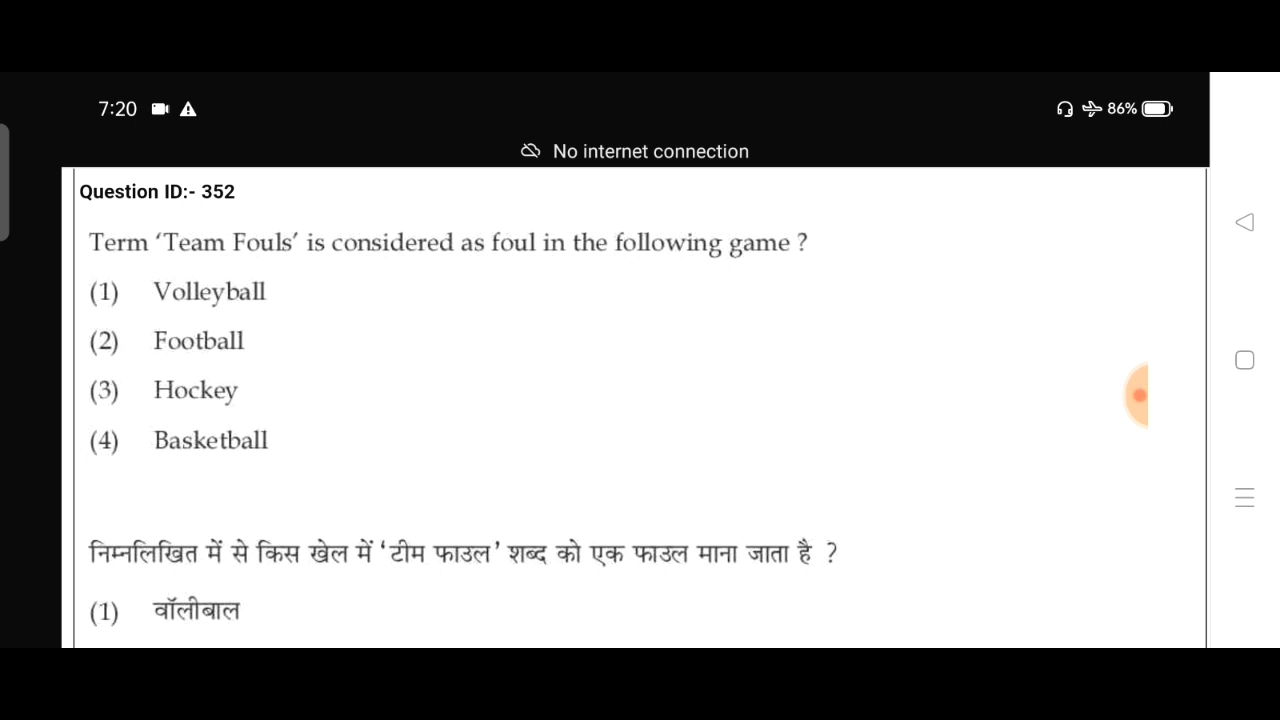 7:20 86%
No internet connection
Question ID:- 352
Term ‘Team Fouls’ is considered as foul in the following game ?
(1) Volleyball
(2) Football
(3) Hockey
(4) Basketball
निम्नलिखित में से किस खेल में ‘टीम फाउल’ शब्द को एक फाउल माना जाता है ?
(1) वॉलीबाल